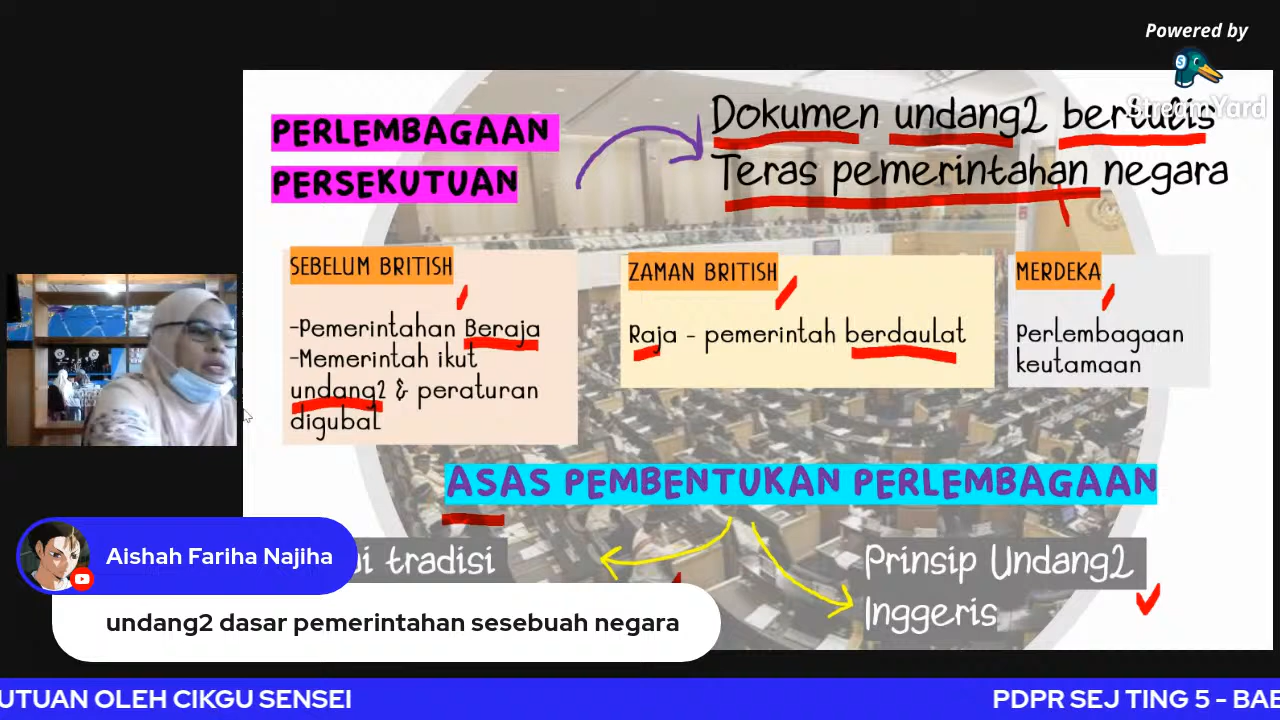 Powered by
StreamYard
PERLEMBAGAAN
PERSEKUTUAN
Dokumen undang2 bertulis
Teras pemerintahan negara
SEBELUM BRITISH
-Pemerintahan Beraja
-Memerintah ikut
undang2 & peraturan
digubal
ZAMAN BRITISH
Raja - pemerintah berdaulat
MERDEKA
Perlembagaan
keutamaan
ASAS PEMBENTUKAN PERLEMBAGAAN
tradisi
Prinsip Undang2
Inggeris
Aishah Fariha Najiha
undang2 dasar pemerintahan sesebuah negara
UTUAN OLEH CIKGU SENSEI
PDPR SEJ TING 5 - BAB